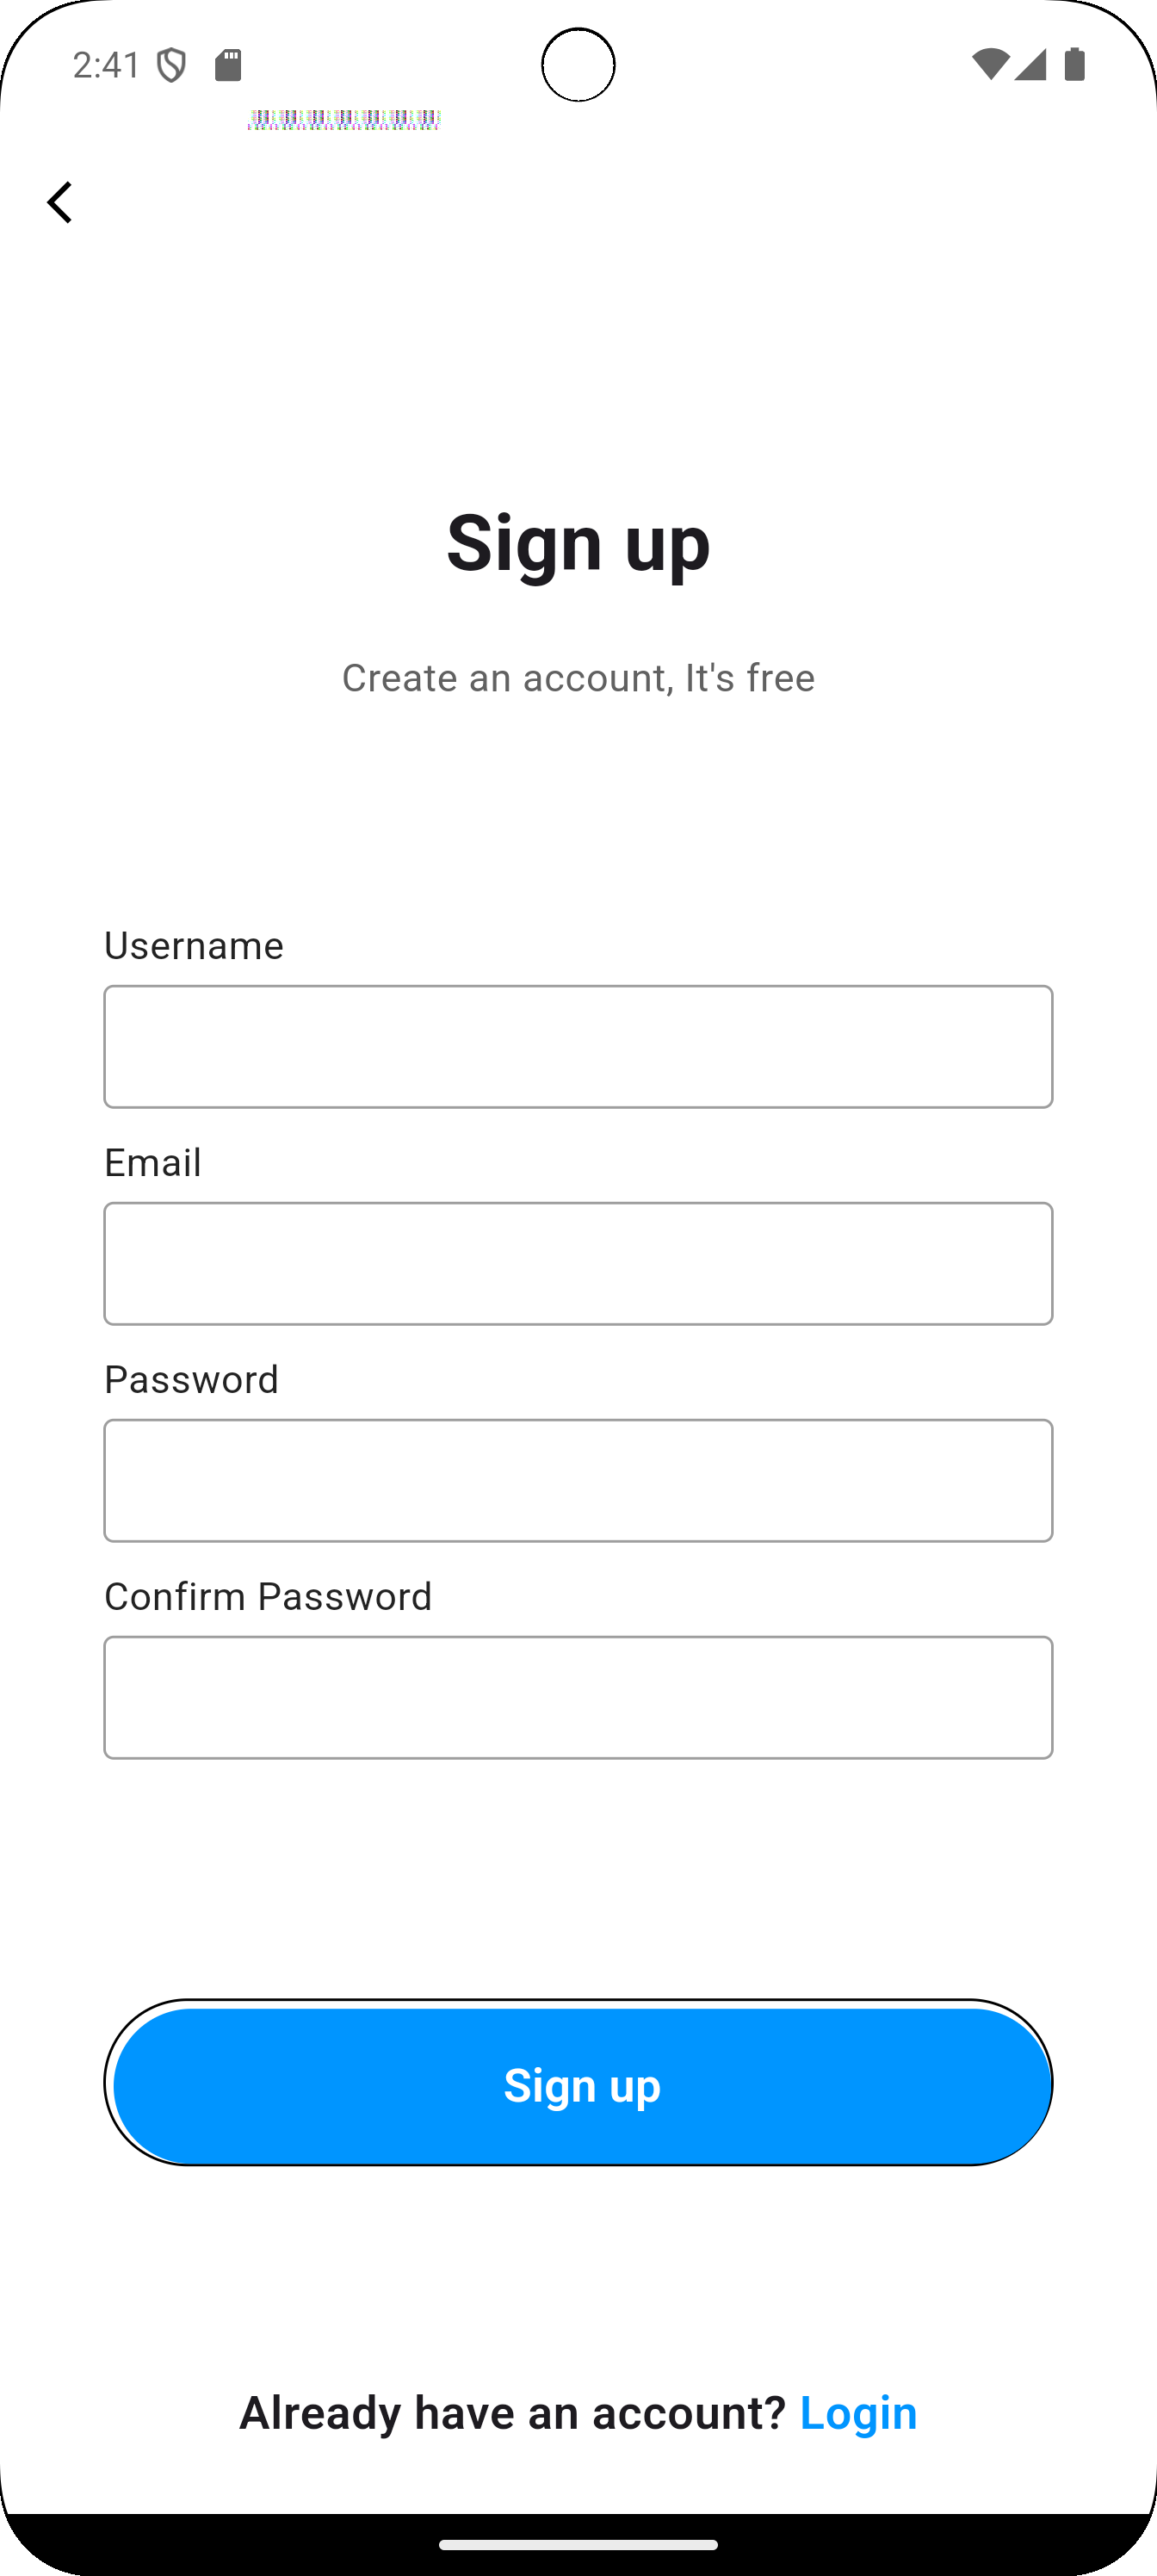 2:41
Sign up
Create an account, It's free
Username
Email
Password
Confirm Password
Sign up
Already have an account? Login